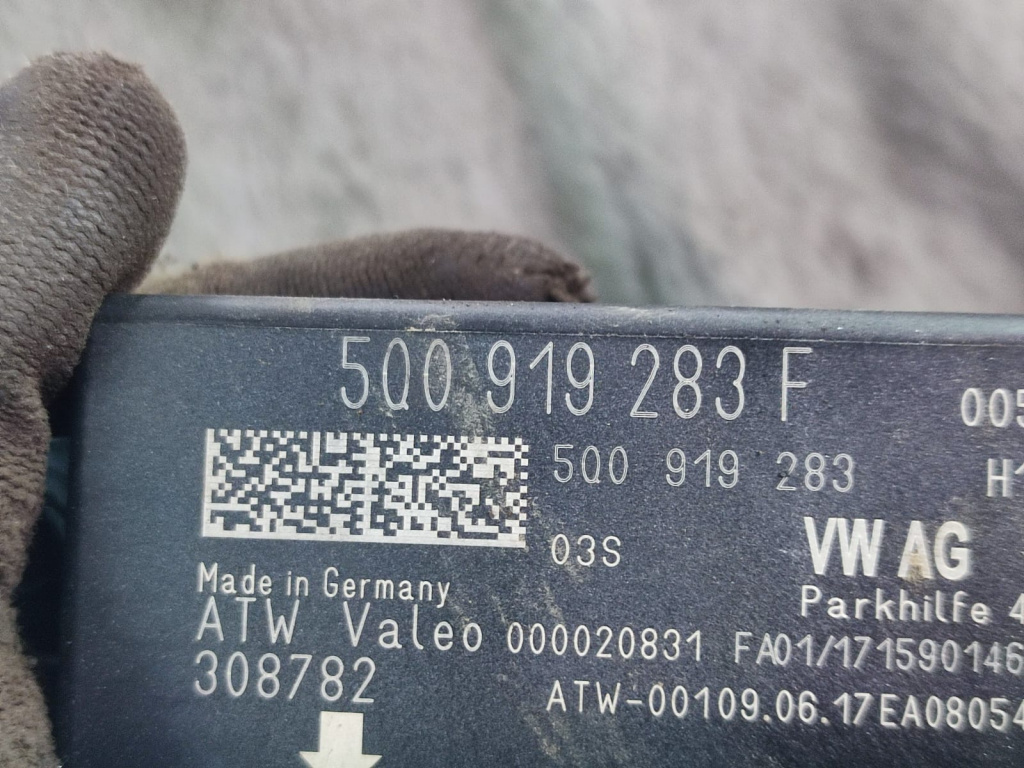 5Q0 919 283 F 005
5Q0 919 283 H1
03S VW AG
Made in Germany Parkhilfe 4
ATW Valeo 000020831 FA01/171590146
308782 ATW-00109.06.17EA08054